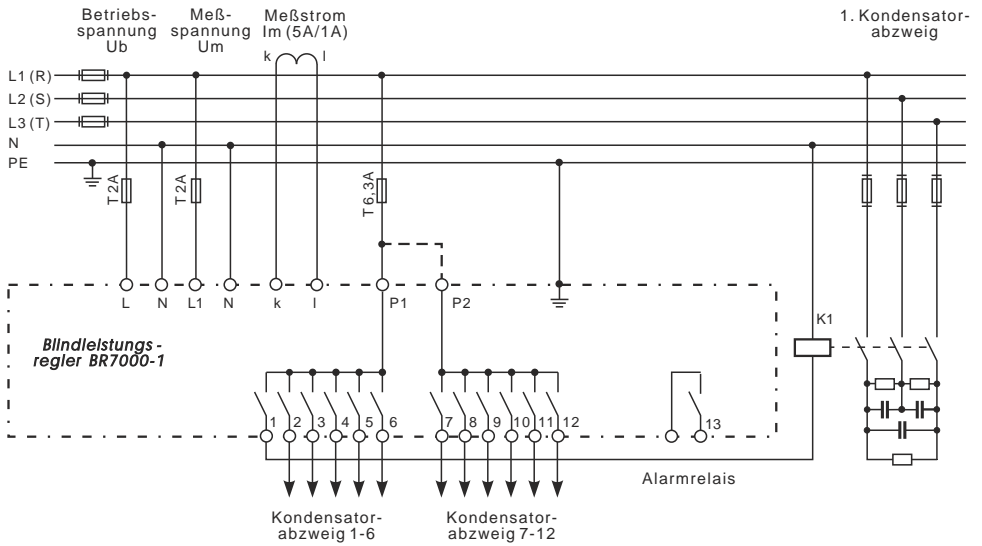 Betriebs-
spannung
Ub
Meß-
spannung
Um
Meßstrom
Im (5A/1A)
k
l
1. Kondensator-
abzweig
L1 (R)
L2 (S)
L3 (T)
N
PE
T 2A
T 2A
T 6,3A
L
N
L1
N
k
l
P1
P2
Blindleistungs-
regler BR7000-1
K1
1
2
3
4
5
6
7
8
9
10
11
12
13
Alarmrelais
Kondensator-
abzweig 1-6
Kondensator-
abzweig 7-12